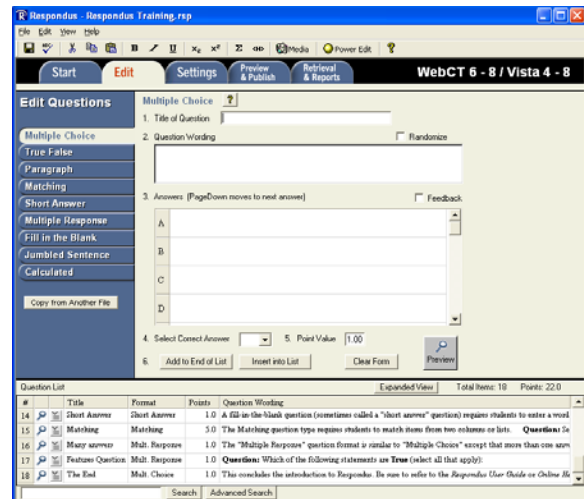 Respondus - Respondus Training.rsp
File Edit View Help
B I U x₂ x² Σ Media Power Edit ?
Start Edit Settings Preview & Publish Retrieval & Reports WebCT 6 - 8 / Vista 4 - 8
Edit Questions
Multiple Choice
True False
Paragraph
Matching
Short Answer
Multiple Response
Fill in the Blank
Jumbled Sentence
Calculated
Copy from Another File
Multiple Choice ?
1. Title of Question
2. Question Wording Randomize
3. Answers (PageDown moves to next answer) Feedback
A
B
C
D
4. Select Correct Answer 5. Point Value 1.00
6. Add to End of List Insert into List Clear Form Preview
Question List Expanded View Total Items: 18 Points: 22.0
# Title Format Points Question Wording
14 Short Answer Short Answer 1.0 A fill-in-the-blank question (sometimes called a "short answer" question) requires students to enter a word
15 Matching Matching 5.0 The Matching question type requires students to match items from two columns or lists. Question: Se
16 Many answers Mult. Response 1.0 The "Multiple Response" question format is similar to "Multiple Choice" except that more than one answ
17 Features Question Mult. Response 1.0 Question: Which of the following statements are True (select all that apply):
18 The End Mult. Choice 1.0 This concludes the introduction to Respondus. Be sure to refer to the Respondus User Guide or Online He
Search Advanced Search